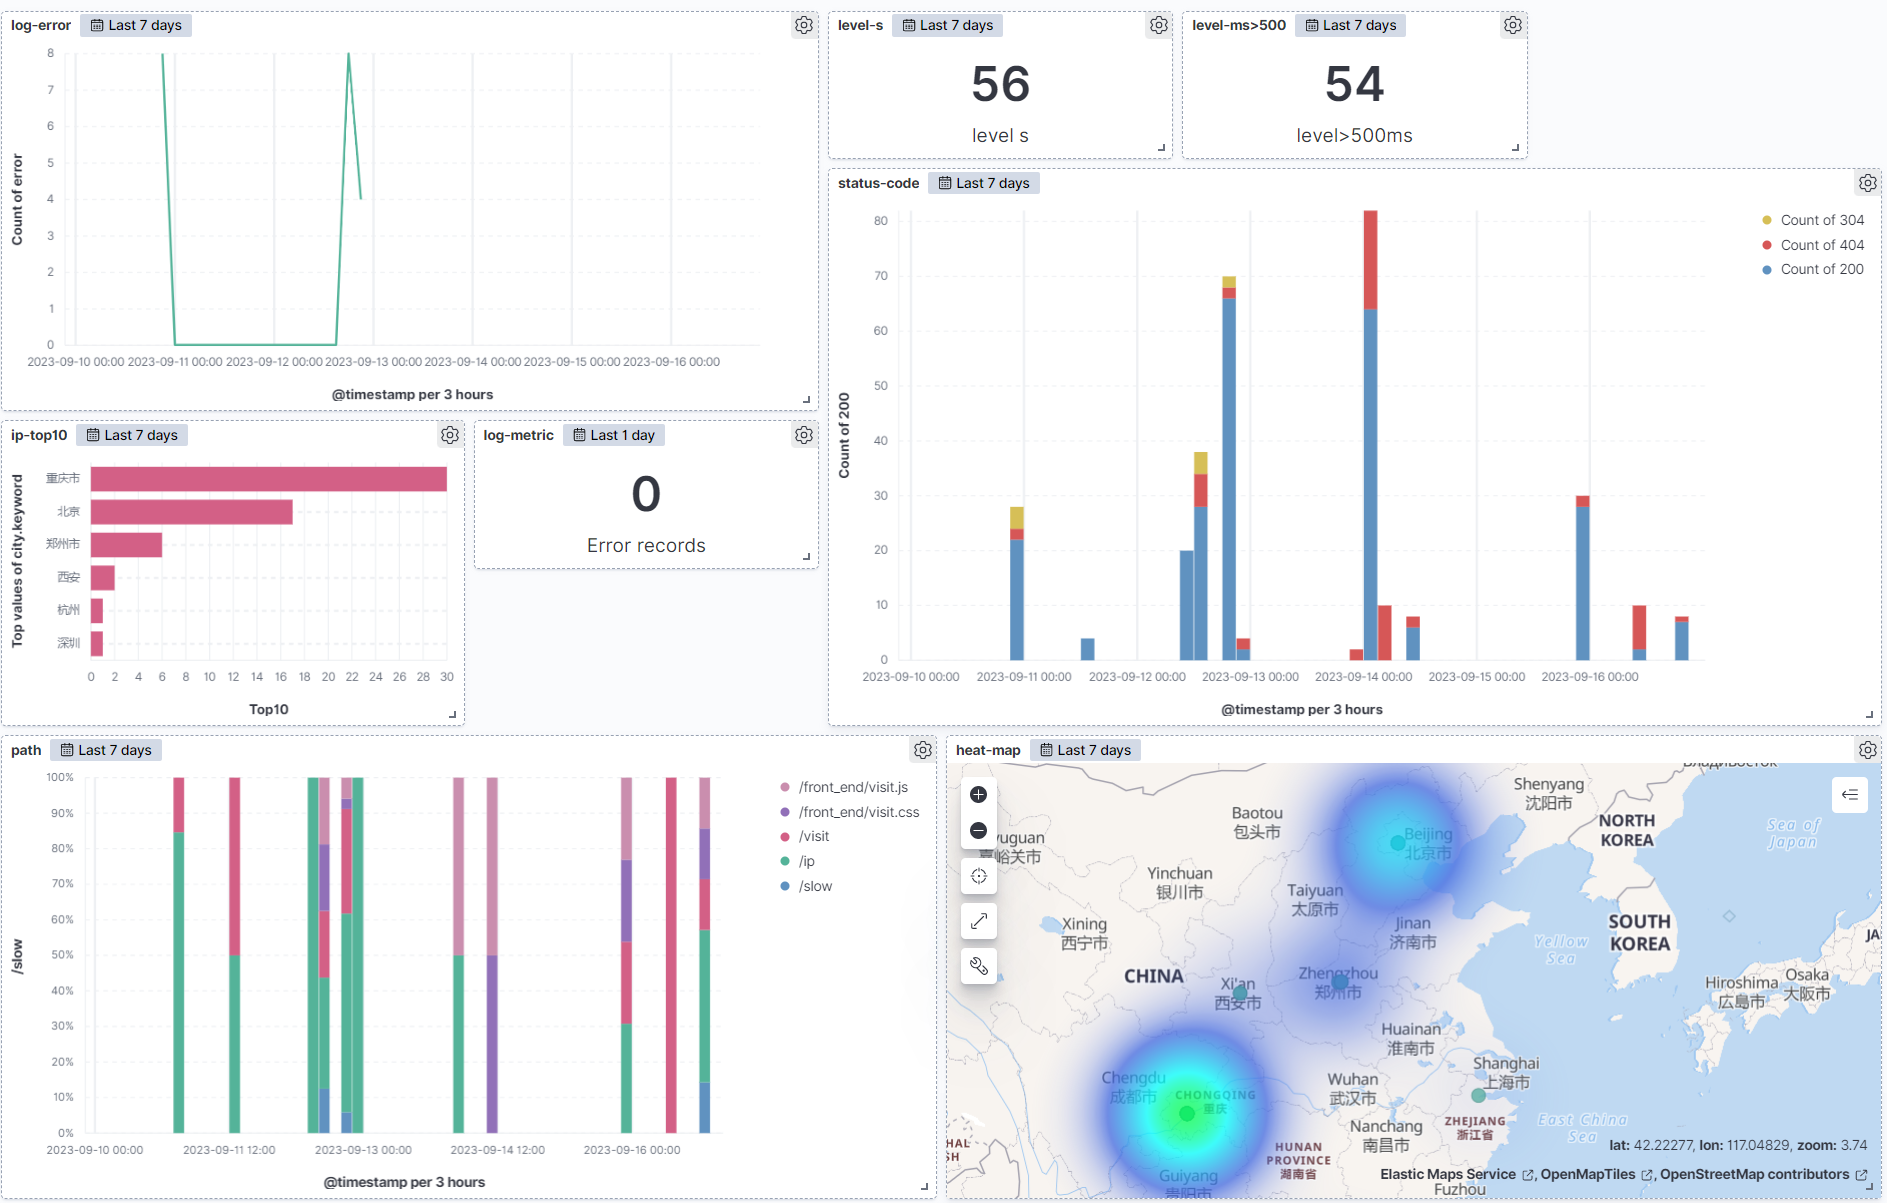 log-error Last 7 days
8
7
6
5
4
3
2
1
0
Count of error
2023-09-10 00:00 2023-09-11 00:00 2023-09-12 00:00 2023-09-13 00:00 2023-09-14 00:00 2023-09-15 00:00 2023-09-16 00:00
@timestamp per 3 hours
level-s Last 7 days
56
level s
level-ms>500 Last 7 days
54
level>500ms
status-code Last 7 days
80
70
60
50
40
30
20
10
0
Count of 200
Count of 304
Count of 404
Count of 200
2023-09-10 00:00 2023-09-11 00:00 2023-09-12 00:00 2023-09-13 00:00 2023-09-14 00:00 2023-09-15 00:00 2023-09-16 00:00
@timestamp per 3 hours
ip-top10 Last 7 days
Top values of city.keyword
重庆市
北京
郑州市
西安
杭州
深圳
0 2 4 6 8 10 12 14 16 18 20 22 24 26 28 30
Top10
log-metric Last 1 day
0
Error records
path Last 7 days
100%
90%
80%
70%
60%
50%
40%
30%
20%
10%
0%
/slow
/front_end/visit.js
/front_end/visit.css
/visit
/ip
/slow
2023-09-10 00:00 2023-09-11 12:00 2023-09-13 00:00 2023-09-14 12:00 2023-09-16 00:00
@timestamp per 3 hours
heat-map Last 7 days
Shenyang
沈阳市
Baotou
包头市
NORTH
KOREA
Sea of
Japan
yuguan
峪关市
Beijing
北京市
Yinchuan
银川市
Taiyuan
太原市
Xining
西宁市
Jinan
济南市
SOUTH
KOREA
Yellow
Sea
JA
CHINA
Zhengzhou
郑州市
Xi'an
西安市
Hiroshima
広島市
Osaka
大阪市
Huainan
淮南市
Shanghai
上海市
Chengdu
成都市
CHONGQING
重庆
Wuhan
武汉市
ZHEJIANG
浙江省
East China
Sea
Nanchang
南昌市
HAL
SH
HUNAN
PROVINCE
湖南省
Guiyang
贵阳市
Fuzhou
lat: 42.22277, lon: 117.04829, zoom: 3.74
Elastic Maps Service , OpenMapTiles , OpenStreetMap contributors